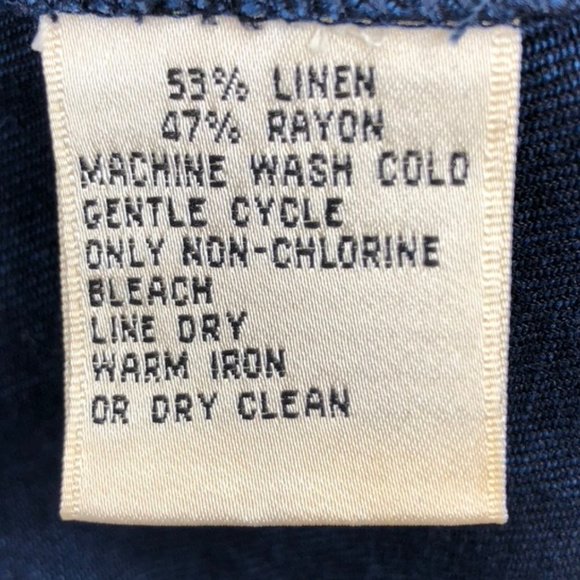 53% LINEN
47% RAYON
MACHINE WASH COLD
GENTLE CYCLE
ONLY NON-CHLORINE
BLEACH
LINE DRY
WARM IRON
OR DRY CLEAN